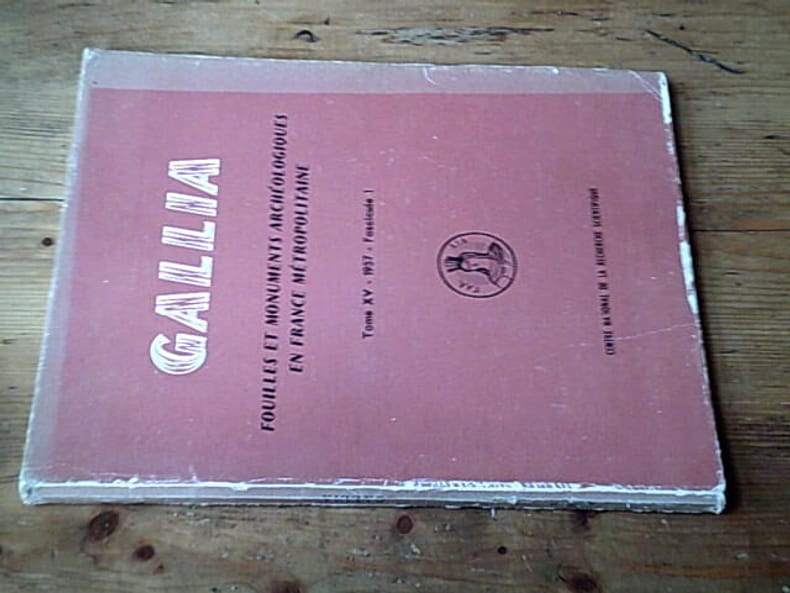 GALLIA
FOUILLES ET MONUMENTS ARCHÉOLOGIQUES
EN FRANCE MÉTROPOLITAINE
Tome XV - 1957 - Fascicule 1
CENTRE NATIONAL DE LA RECHERCHE SCIENTIFIQUE